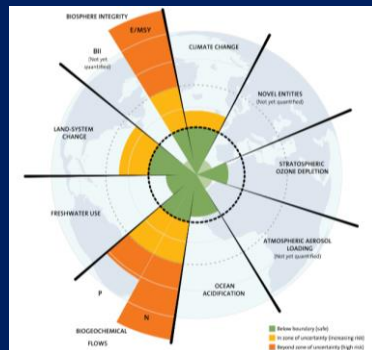 BIOSPHERE INTEGRITY
E/MSY
CLIMATE CHANGE
BII
(Not yet
quantified)
NOVEL ENTITIES
(Not yet quantified)
LAND-SYSTEM
CHANGE
STRATOSPHERIC
OZONE DEPLETION
FRESHWATER USE
ATMOSPHERIC AEROSOL
LOADING
(Not yet quantified)
P
N
OCEAN
ACIDIFICATION
BIOGEOCHEMICAL
FLOWS
Below boundary (safe)
In zone of uncertainty (increasing risk)
Beyond zone of uncertainty (high risk)